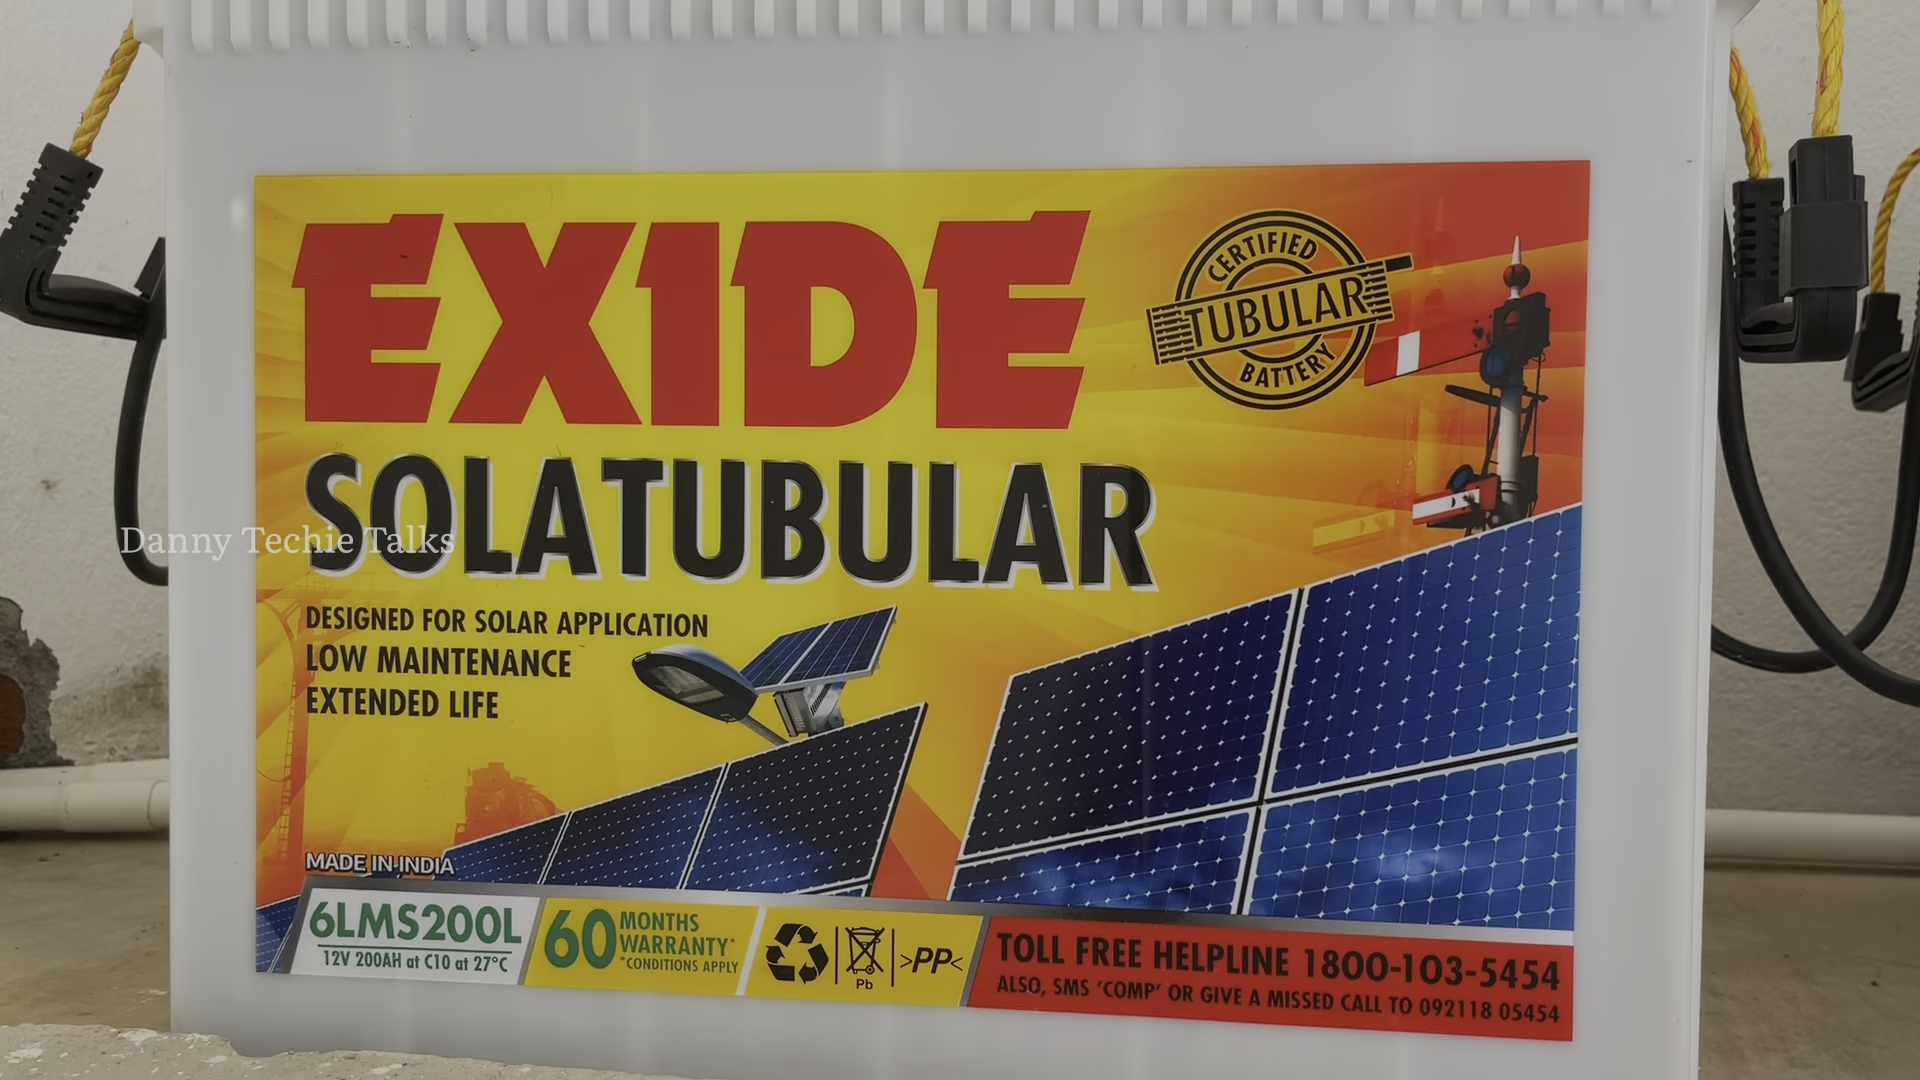 EXIDE
CERTIFIED
TUBULAR
BATTERY
SOLATUBULAR
Danny Techie Talks
DESIGNED FOR SOLAR APPLICATION
LOW MAINTENANCE
EXTENDED LIFE
MADE IN INDIA
6LMS200L
12V 200AH at C10 at 27°C
60 MONTHS
WARRANTY*
*CONDITIONS APPLY
Pb
>PP<
TOLL FREE HELPLINE 1800-103-5454
ALSO, SMS 'COMP' OR GIVE A MISSED CALL TO 092118 05454